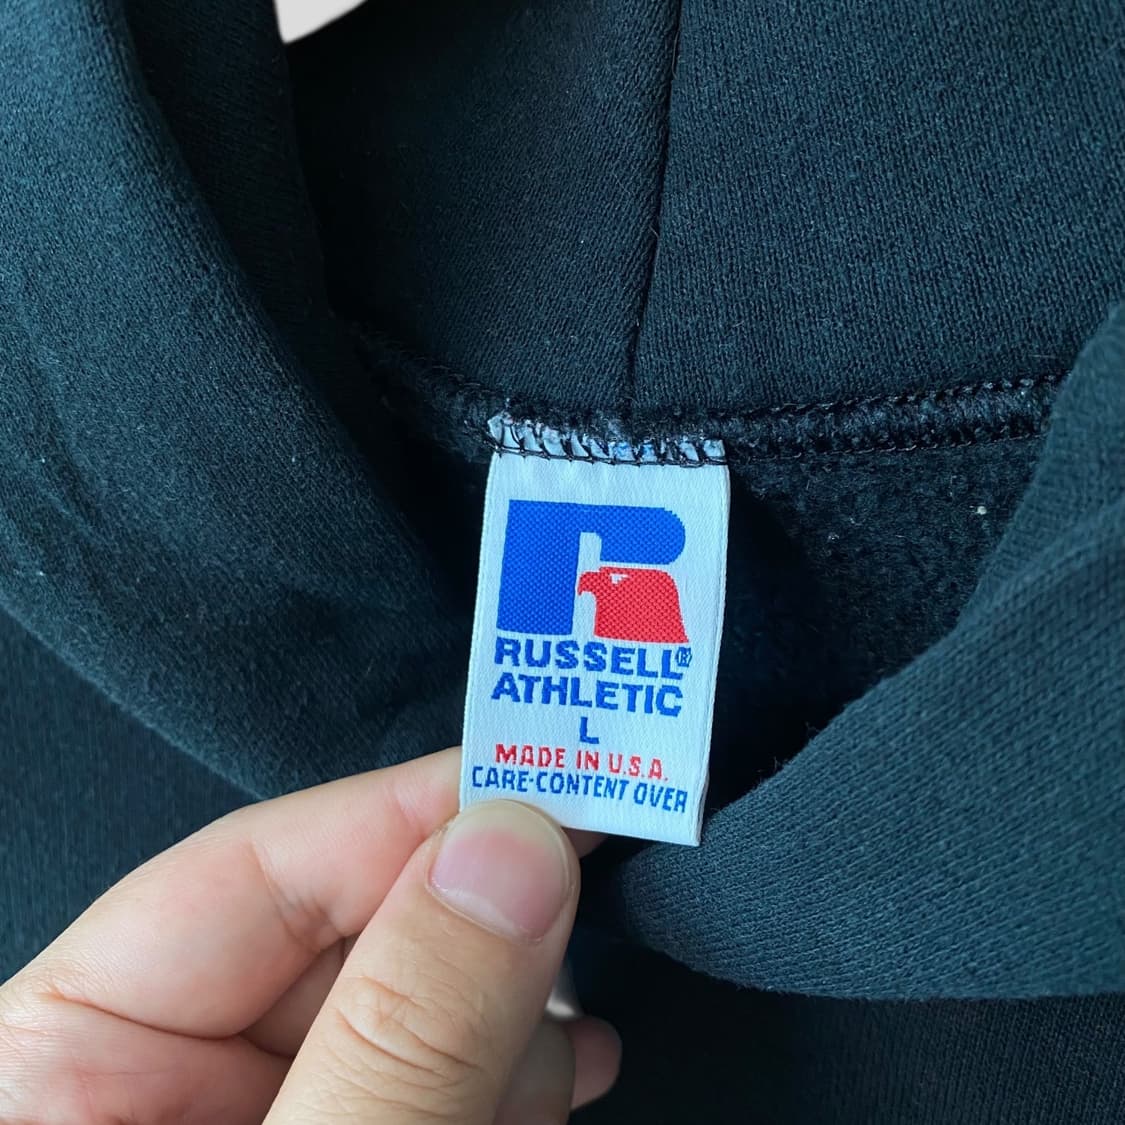 R
RUSSELL®
ATHLETIC
L
MADE IN U.S.A.
CARE-CONTENT OVER